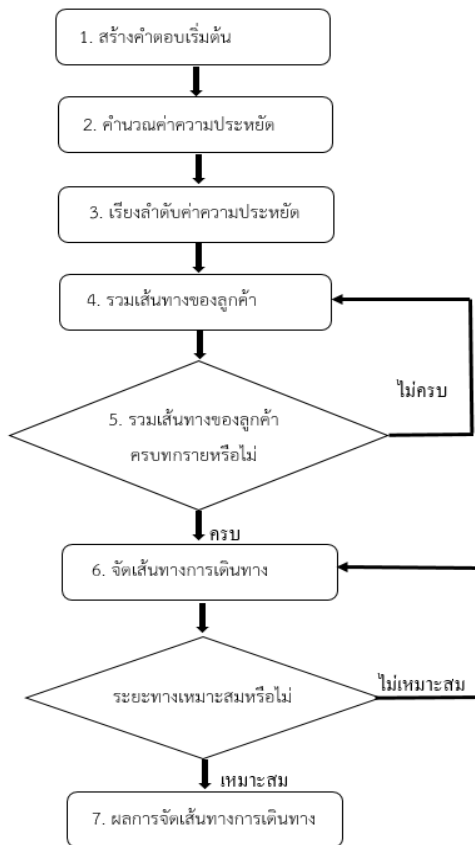 1. สร้างคำตอบเริ่มต้น
2. คำนวณค่าความประหยัด
3. เรียงลำดับค่าความประหยัด
4. รวมเส้นทางของลูกค้า
ไม่ครบ
5. รวมเส้นทางของลูกค้า
ครบทกรายหรือไม่
ครบ
6. จัดเส้นทางการเดินทาง
ระยะทางเหมาะสมหรือไม่
ไม่เหมาะสม
เหมาะสม
7. ผลการจัดเส้นทางการเดินทาง